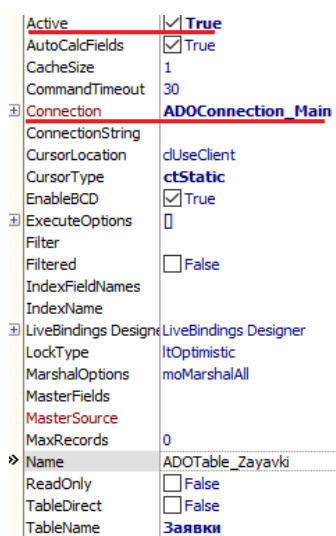 Active True
AutoCalcFields True
CacheSize 1
CommandTimeout 30
Connection ADOConnection_Main
ConnectionString
CursorLocation clUseClient
CursorType ctStatic
EnableBCD True
ExecuteOptions []
Filter
Filtered False
IndexFieldNames
IndexName
LiveBindings Designe LiveBindings Designer
LockType ltOptimistic
MarshalOptions moMarshalAll
MasterFields
MasterSource
MaxRecords 0
Name ADOTable_Zayavki
ReadOnly False
TableDirect False
TableName Заявки